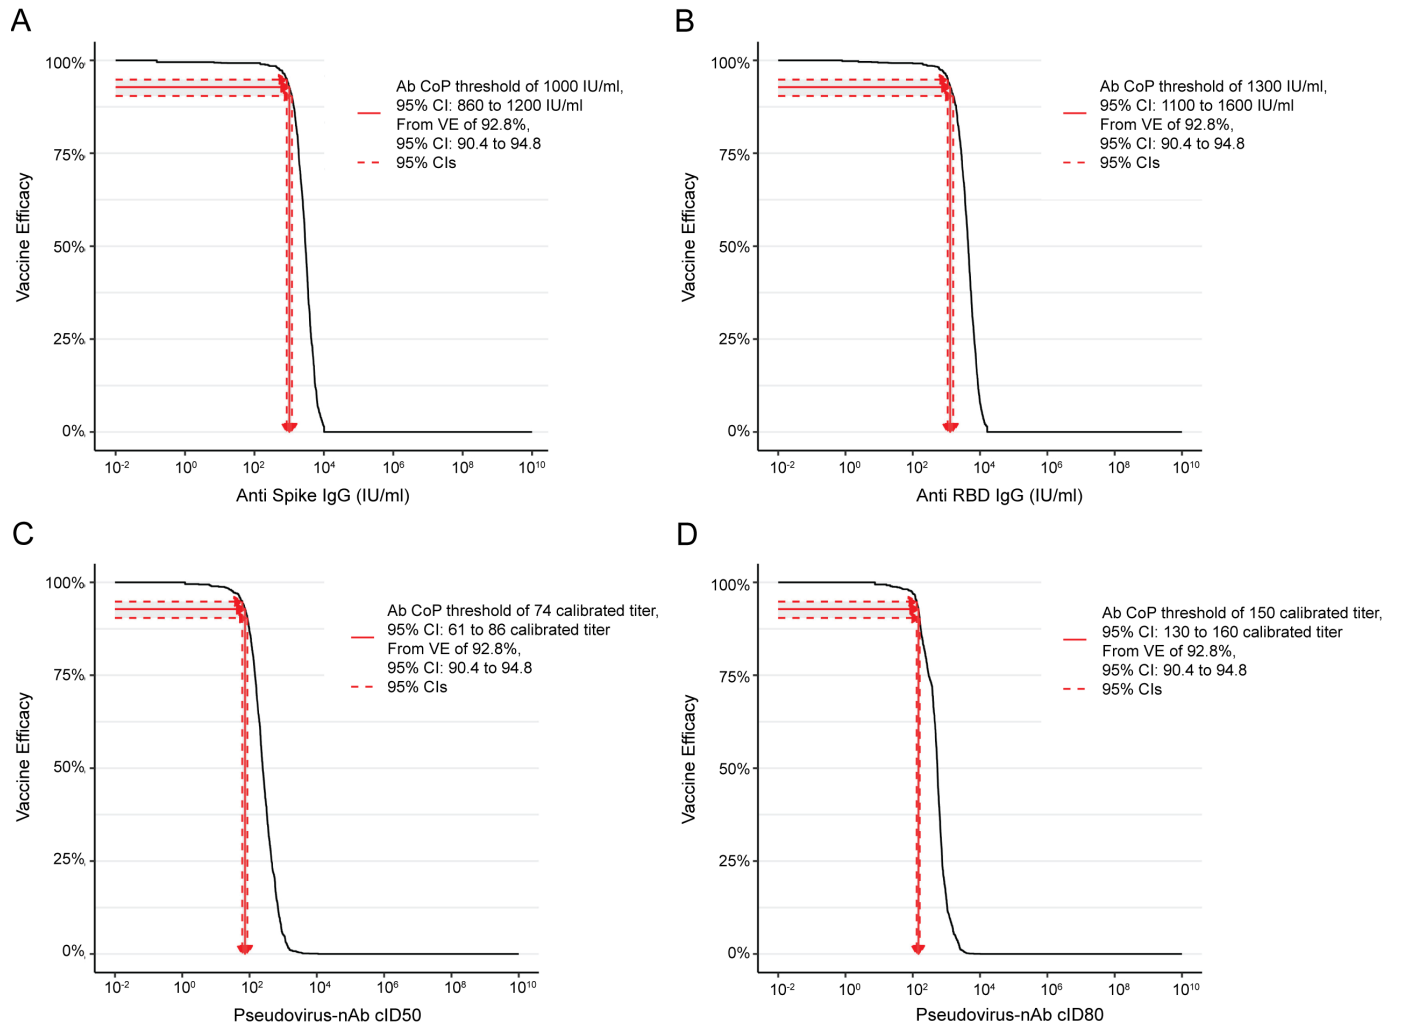 A
100%
75%
50%
25%
0%
Vaccine Efficacy
10-2 100 102 104 106 108 1010
Anti Spike IgG (IU/ml)
Ab CoP threshold of 1000 IU/ml,
95% CI: 860 to 1200 IU/ml
From VE of 92.8%,
95% CI: 90.4 to 94.8
95% CIs
B
100%
75%
50%
25%
0%
Vaccine Efficacy
10-2 100 102 104 106 108 1010
Anti RBD IgG (IU/ml)
Ab CoP threshold of 1300 IU/ml,
95% CI: 1100 to 1600 IU/ml
From VE of 92.8%,
95% CI: 90.4 to 94.8
95% CIs
C
100%
75%
50%
25%
0%
Vaccine Efficacy
10-2 100 102 104 106 108 1010
Pseudovirus-nAb cID50
Ab CoP threshold of 74 calibrated titer,
95% CI: 61 to 86 calibrated titer
From VE of 92.8%,
95% CI: 90.4 to 94.8
95% CIs
D
100%
75%
50%
25%
0%
Vaccine Efficacy
10-2 100 102 104 106 108 1010
Pseudovirus-nAb cID80
Ab CoP threshold of 150 calibrated titer,
95% CI: 130 to 160 calibrated titer
From VE of 92.8%,
95% CI: 90.4 to 94.8
95% CIs